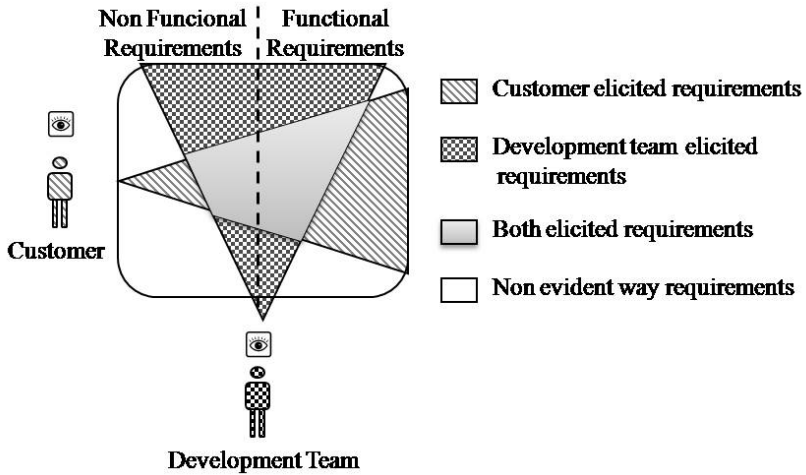 Non Funcional
Requirements
Functional
Requirements
Customer elicited requirements
Development team elicited
requirements
Both elicited requirements
Non evident way requirements
Customer
Development Team